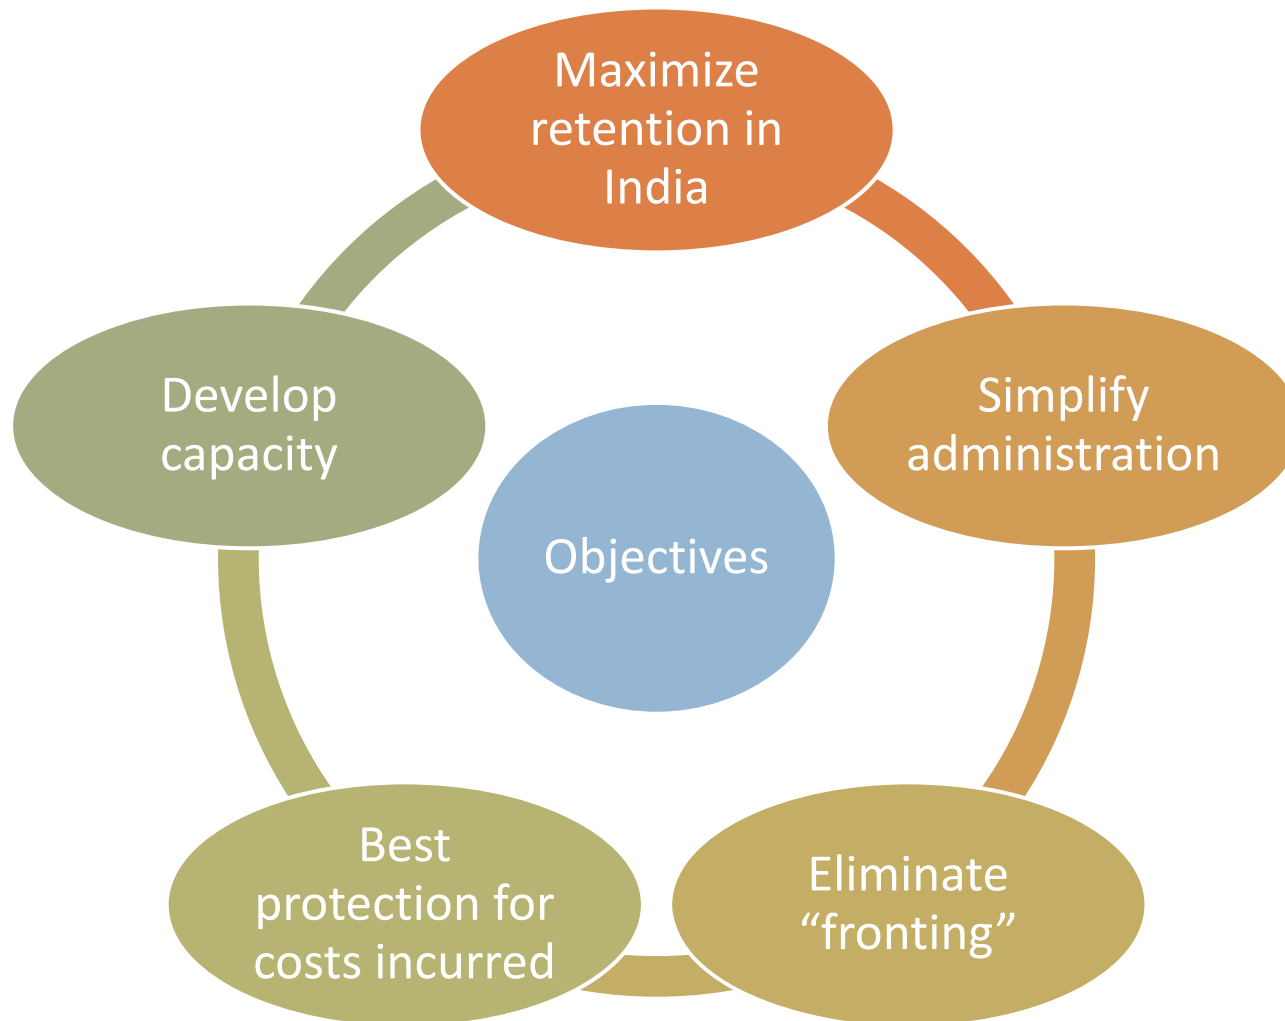 Maximize
retention in
India
Develop
capacity
Simplify
administration
Objectives
Best
protection for
costs incurred
Eliminate
“fronting”